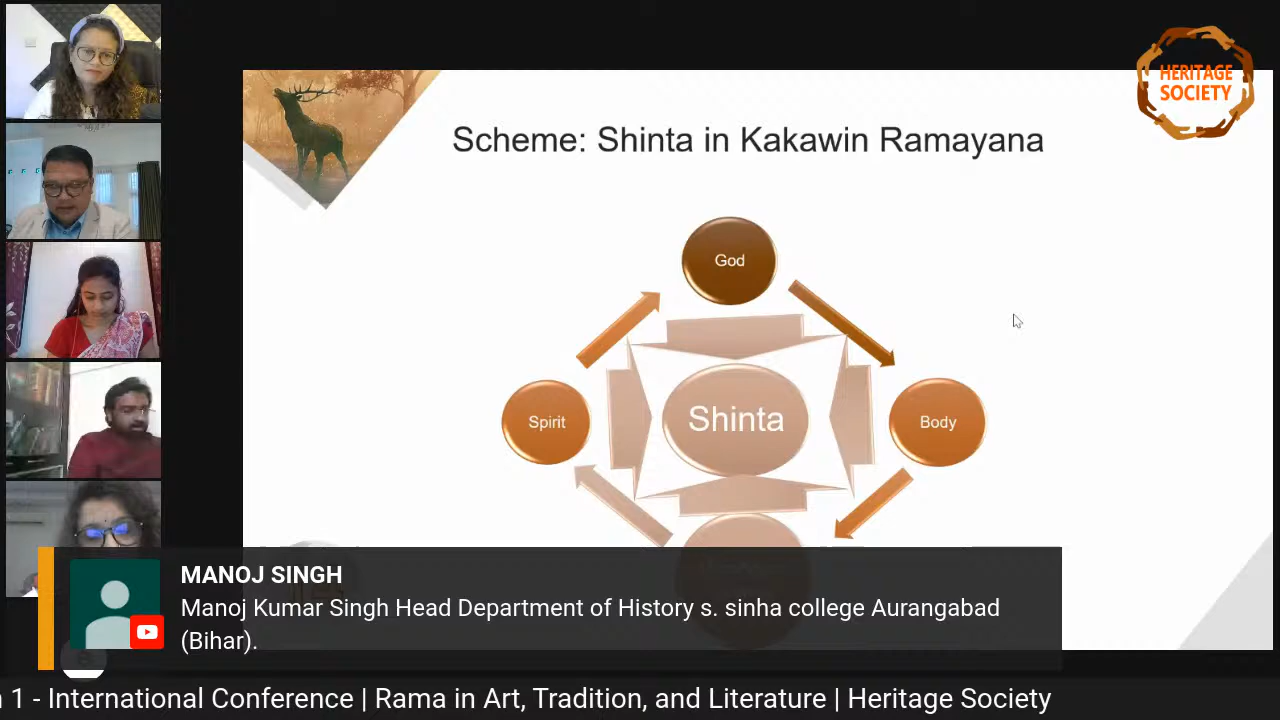 HERITAGE
SOCIETY
Scheme: Shinta in Kakawin Ramayana
God
Spirit
Shinta
Body
MANOJ SINGH
Manoj Kumar Singh Head Department of History s. sinha college Aurangabad
(Bihar).
1 - International Conference | Rama in Art, Tradition, and Literature | Heritage Society